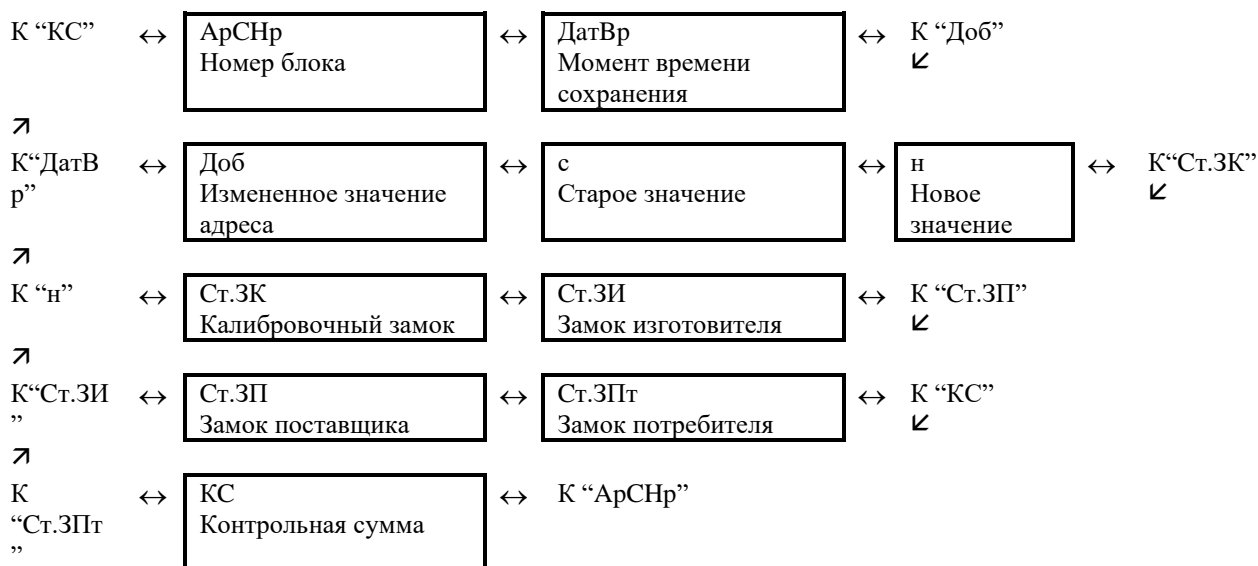 К “КС” ↔ АрСНр ↔ ДатВр ↔ К “Доб”
Номер блока Момент времени ↙
сохранения
↗
К“ДатВ ↔ Доб ↔ с ↔ н ↔ К“Ст.ЗК”
р” Измененное значение Старое значение Новое ↙
адреса значение
↗
К “н” ↔ Ст.ЗК ↔ Ст.ЗИ ↔ К “Ст.ЗП”
Калибровочный замок Замок изготовителя ↙
↗
К“Ст.ЗИ ↔ Ст.ЗП ↔ Ст.ЗПт ↔ К “КС”
” Замок поставщика Замок потребителя ↙
↗
К ↔ КС ↔ К “АрСНр”
“Ст.ЗПт Контрольная сумма
”